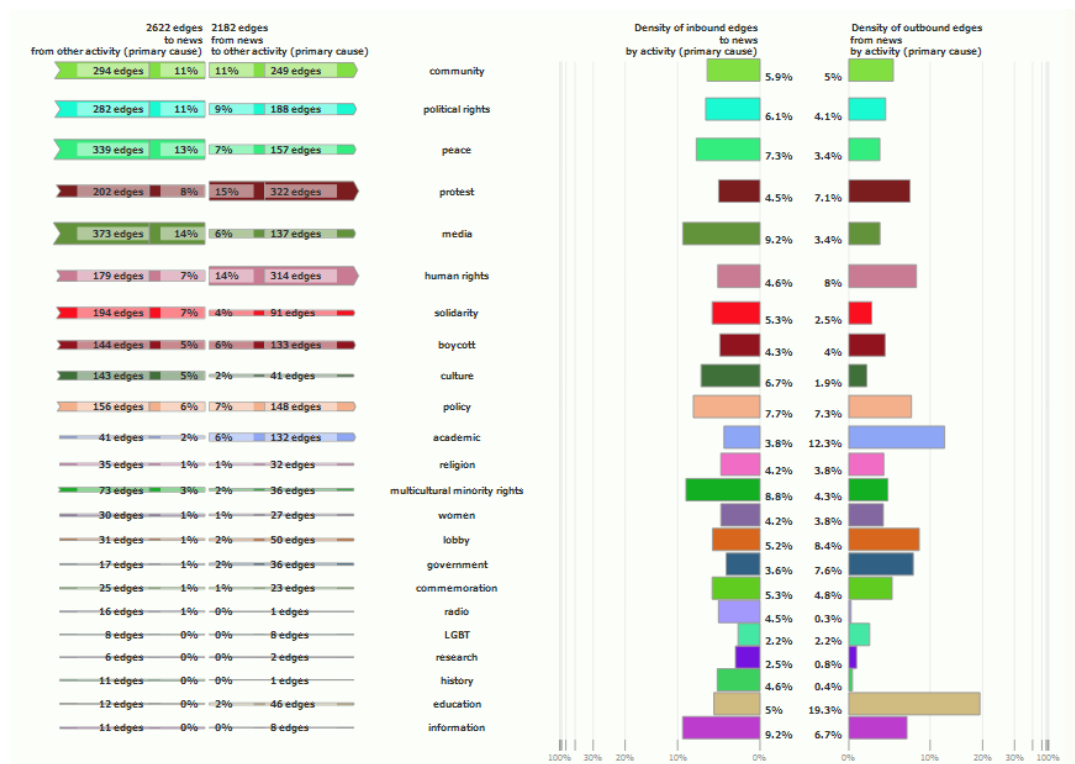 2622 edges 2182 edges Density of inbound edges Density of outbound edges
to news from news to news from news
from other activity (primary cause) to other activity (primary cause) by activity (primary cause) by activity (primary cause)
294 edges 11% 11% 249 edges community 5.9% 5%
282 edges 11% 9% 188 edges political rights 6.1% 4.1%
339 edges 13% 7% 157 edges peace 7.3% 3.4%
202 edges 8% 15% 322 edges protest 4.5% 7.1%
373 edges 14% 6% 137 edges media 9.2% 3.4%
179 edges 7% 14% 314 edges human rights 4.6% 8%
194 edges 7% 4% 91 edges solidarity 5.3% 2.5%
144 edges 5% 6% 133 edges boycott 4.3% 4%
143 edges 5% 2% 41 edges culture 6.7% 1.9%
156 edges 6% 7% 148 edges policy 7.7% 7.3%
41 edges 2% 6% 132 edges academic 3.8% 12.3%
35 edges 1% 1% 32 edges religion 4.2% 3.8%
73 edges 3% 2% 36 edges multicultural minority rights 8.8% 4.3%
30 edges 1% 1% 27 edges women 4.2% 3.8%
31 edges 1% 2% 50 edges lobby 5.2% 8.4%
17 edges 1% 2% 36 edges government 3.6% 7.6%
25 edges 1% 1% 23 edges commemoration 5.3% 4.8%
16 edges 1% 0% 1 edges radio 4.5% 0.3%
8 edges 0% 0% 8 edges LGBT 2.2% 2.2%
6 edges 0% 0% 2 edges research 2.5% 0.8%
11 edges 0% 0% 1 edges history 4.6% 0.4%
12 edges 0% 2% 46 edges education 5% 19.3%
11 edges 0% 0% 8 edges information 9.2% 6.7%
100% 30% 20% 10% 0% 0% 10% 20% 30% 100%